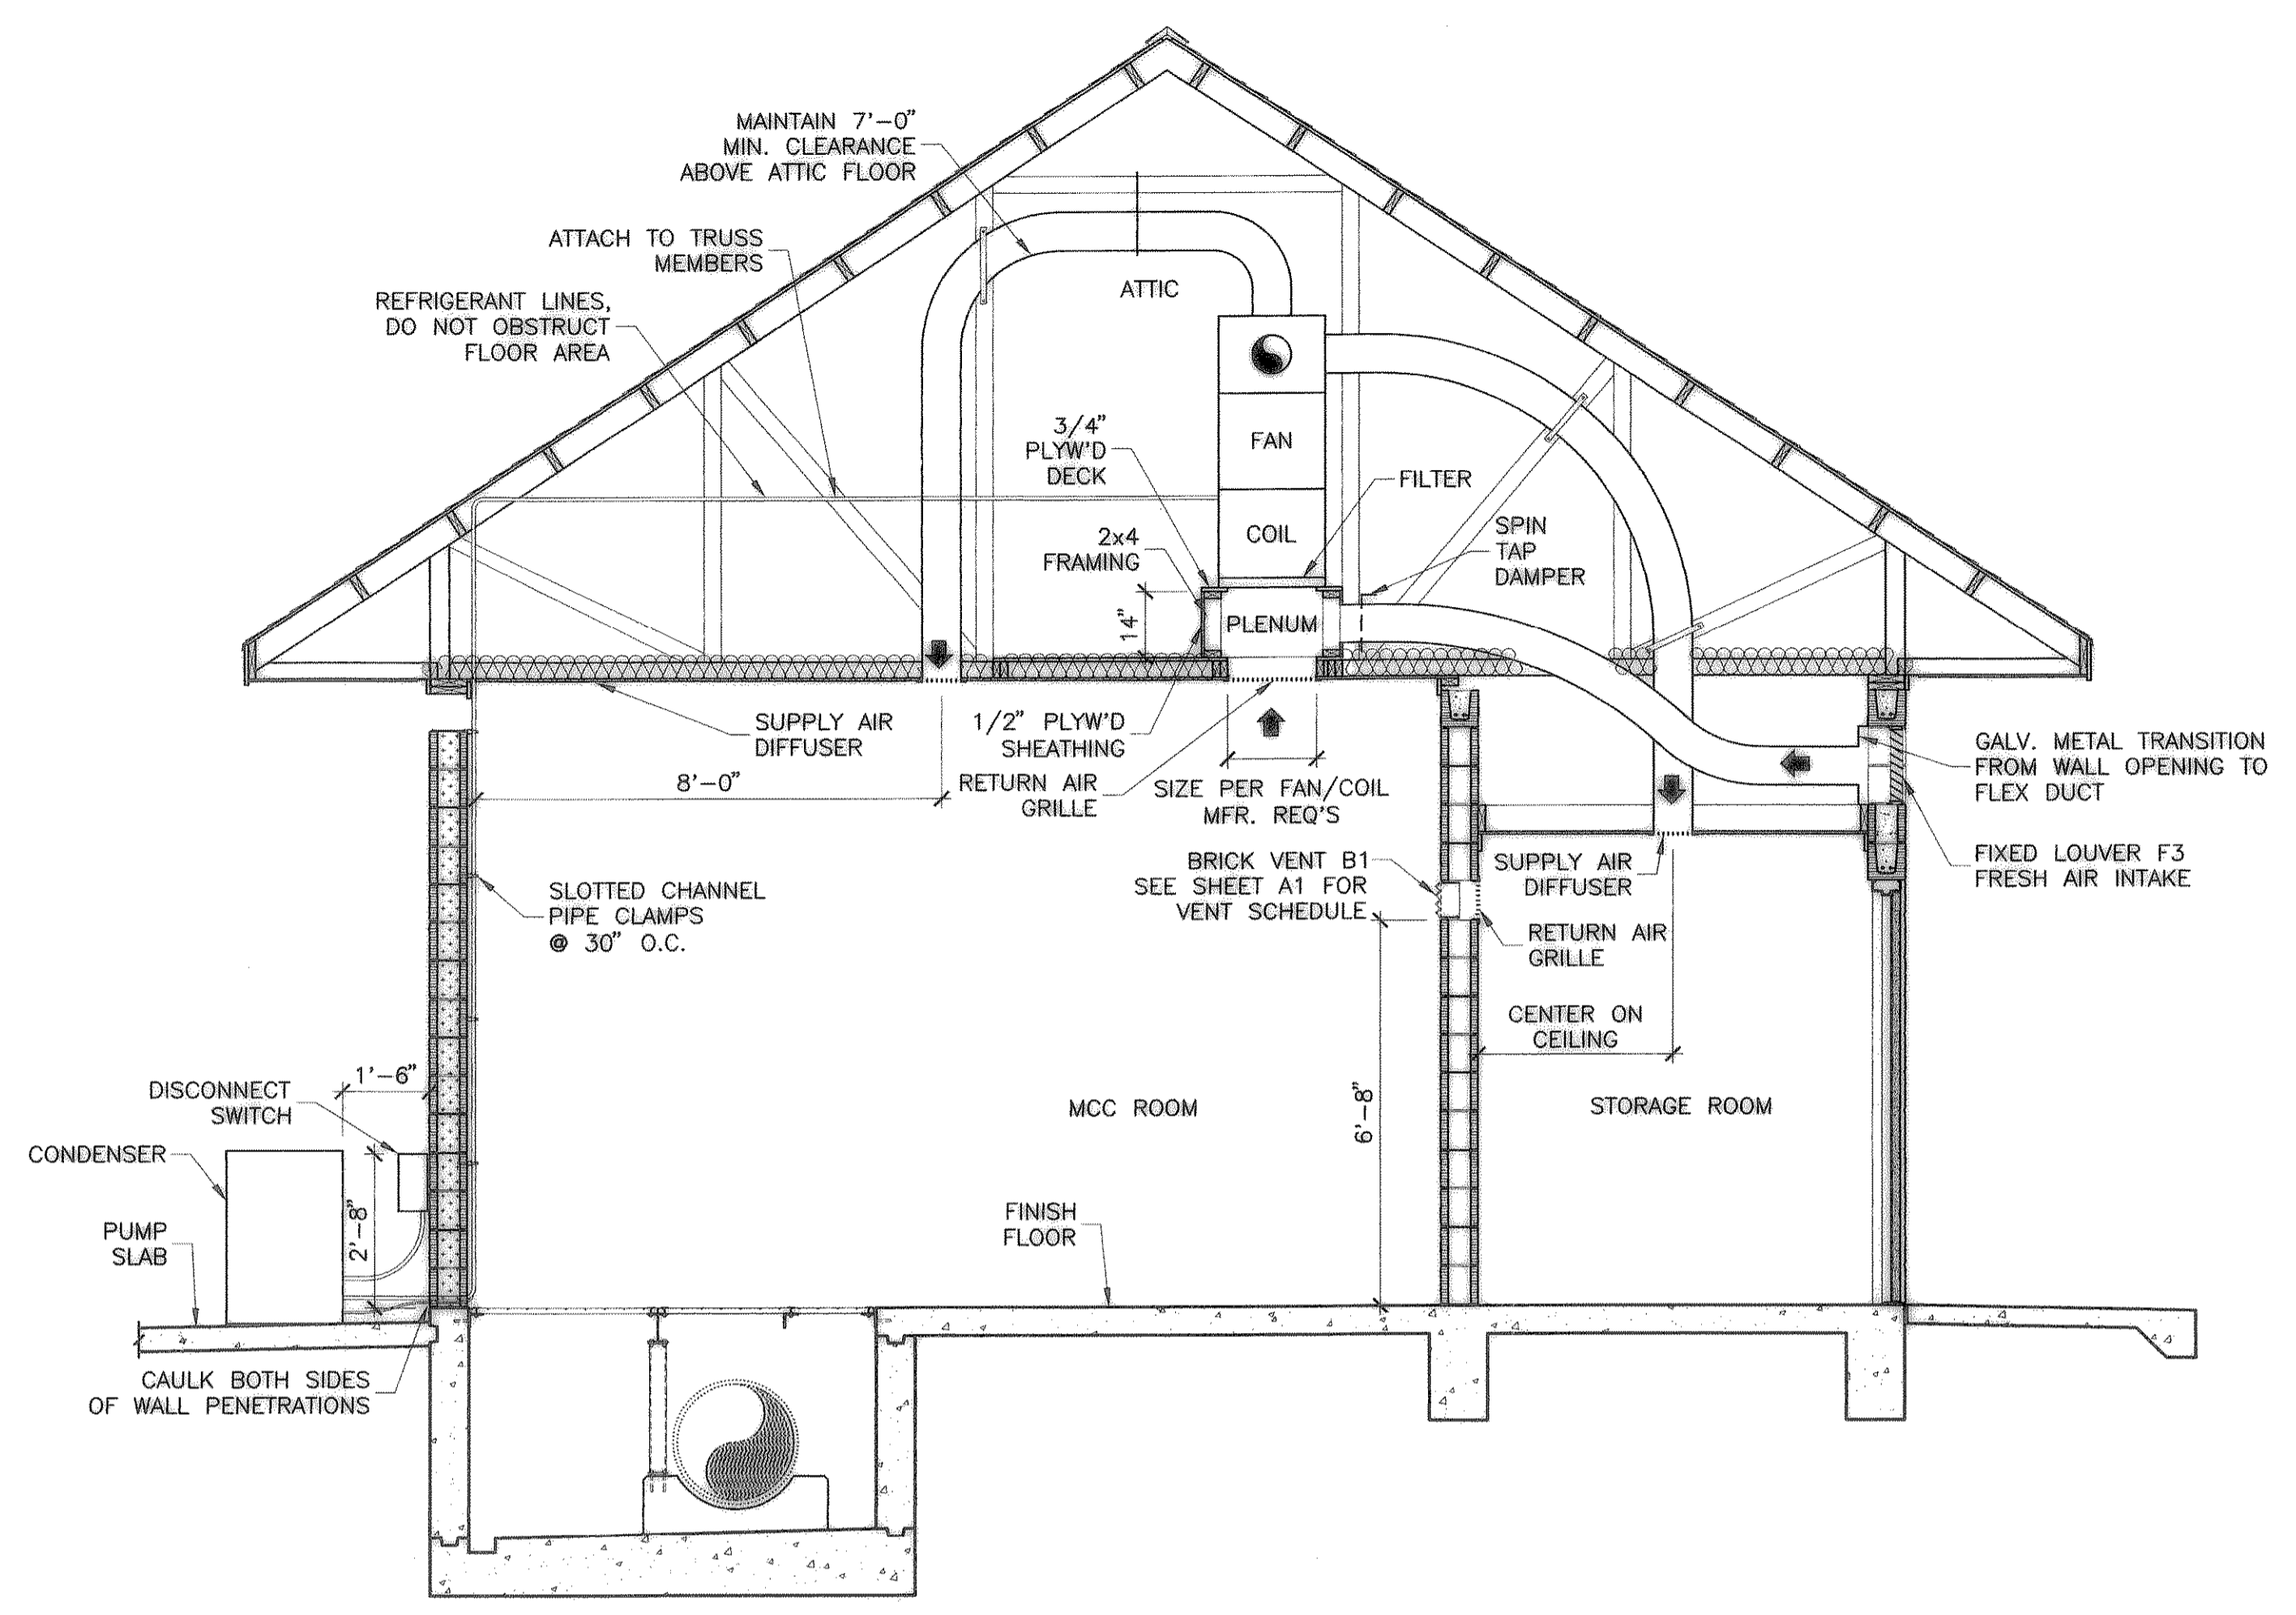 MAINTAIN 7'-0"
MIN. CLEARANCE
ABOVE ATTIC FLOOR
ATTACH TO TRUSS
MEMBERS
REFRIGERANT LINES,
DO NOT OBSTRUCT
FLOOR AREA
ATTIC
3/4"
PLYW'D
DECK
FAN
FILTER
COIL
2x4
FRAMING
SPIN
TAP
DAMPER
14"
PLENUM
SUPPLY AIR
DIFFUSER
8'-0"
1/2" PLYW'D
SHEATHING
RETURN AIR
GRILLE
SIZE PER FAN/COIL
MFR. REQ'S
GALV. METAL TRANSITION
FROM WALL OPENING TO
FLEX DUCT
BRICK VENT B1
SEE SHEET A1 FOR
VENT SCHEDULE
SUPPLY AIR
DIFFUSER
FIXED LOUVER F3
FRESH AIR INTAKE
SLOTTED CHANNEL
PIPE CLAMPS
@ 30" O.C.
RETURN AIR
GRILLE
CENTER ON
CEILING
1'-6"
DISCONNECT
SWITCH
MCC ROOM
6'-8"
STORAGE ROOM
CONDENSER
2'-8"
PUMP
SLAB
FINISH
FLOOR
CAULK BOTH SIDES
OF WALL PENETRATIONS